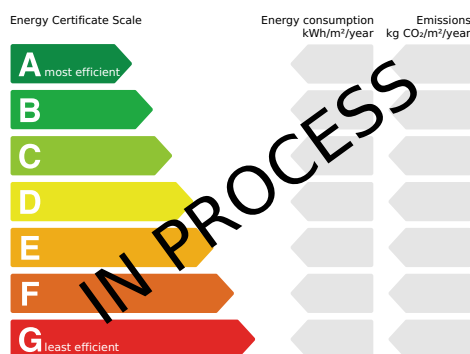 Energy Certificate Scale
Energy consumption
kWh/m²/year
Emissions
kg CO₂/m²/year
A most efficient
B
C
D
E
F
G least efficient
IN PROCESS